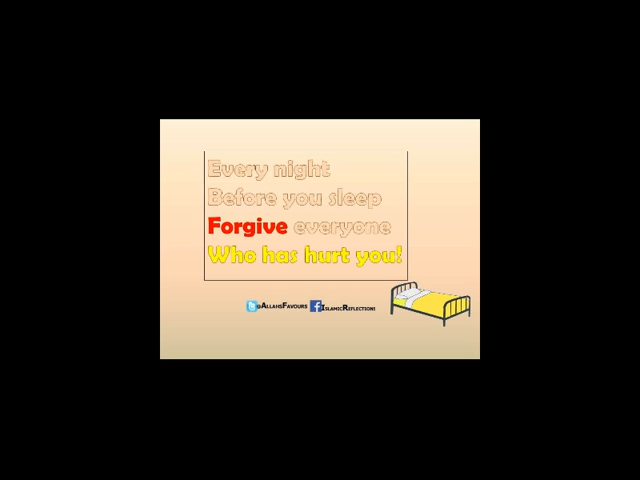 Every night
Before you sleep
Forgive everyone
Who has hurt you!
@AllahsFavours IslamicReflections